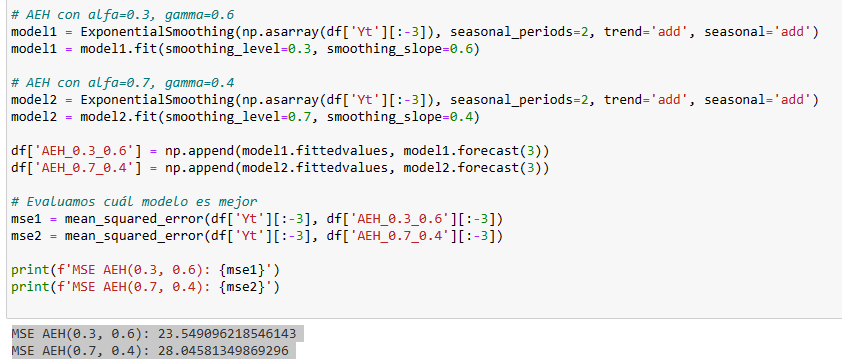 # AEH con alfa=0.3, gamma=0.6
model1 = ExponentialSmoothing(np.asarray(df['Yt'][:-3]), seasonal_periods=2, trend='add', seasonal='add')
model1 = model1.fit(smoothing_level=0.3, smoothing_slope=0.6)
# AEH con alfa=0.7, gamma=0.4
model2 = ExponentialSmoothing(np.asarray(df['Yt'][:-3]), seasonal_periods=2, trend='add', seasonal='add')
model2 = model2.fit(smoothing_level=0.7, smoothing_slope=0.4)
df['AEH_0.3_0.6'] = np.append(model1.fittedvalues, model1.forecast(3))
df['AEH_0.7_0.4'] = np.append(model2.fittedvalues, model2.forecast(3))
# Evaluamos cuál modelo es mejor
mse1 = mean_squared_error(df['Yt'][:-3], df['AEH_0.3_0.6'][:-3])
mse2 = mean_squared_error(df['Yt'][:-3], df['AEH_0.7_0.4'][:-3])
print(f'MSE AEH(0.3, 0.6): {mse1}')
print(f'MSE AEH(0.7, 0.4): {mse2}')
MSE AEH(0.3, 0.6): 23.549096218546143
MSE AEH(0.7, 0.4): 28.04581349869296